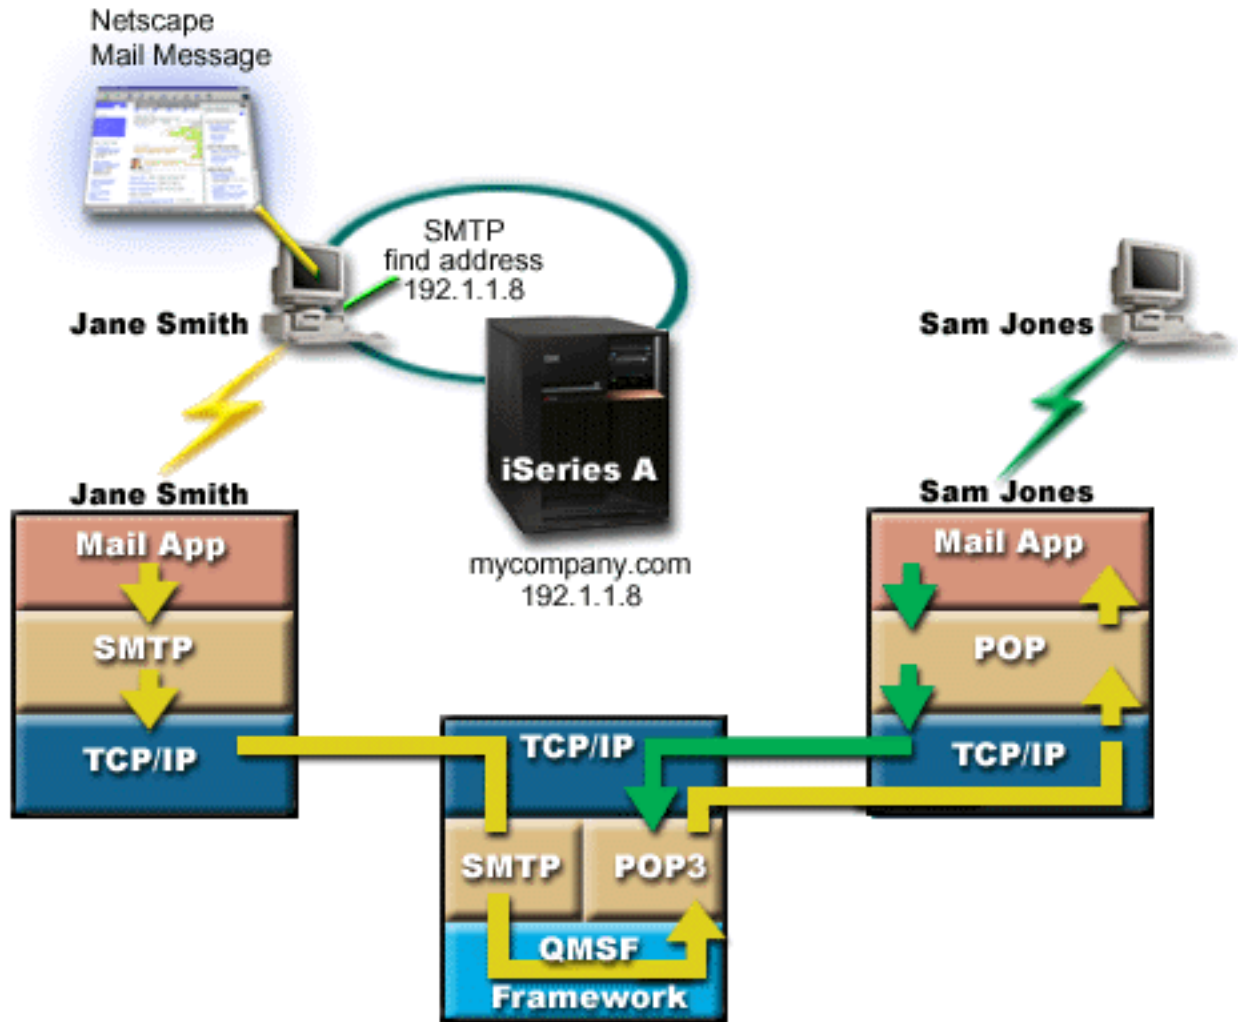 Netscape
Mail Message
SMTP
find address
192.1.1.8
Jane Smith
Sam Jones
iSeries A
mycompany.com
192.1.1.8
Jane Smith
Mail App
SMTP
TCP/IP
Sam Jones
Mail App
POP
TCP/IP
TCP/IP
SMTP
POP3
QMSF
Framework